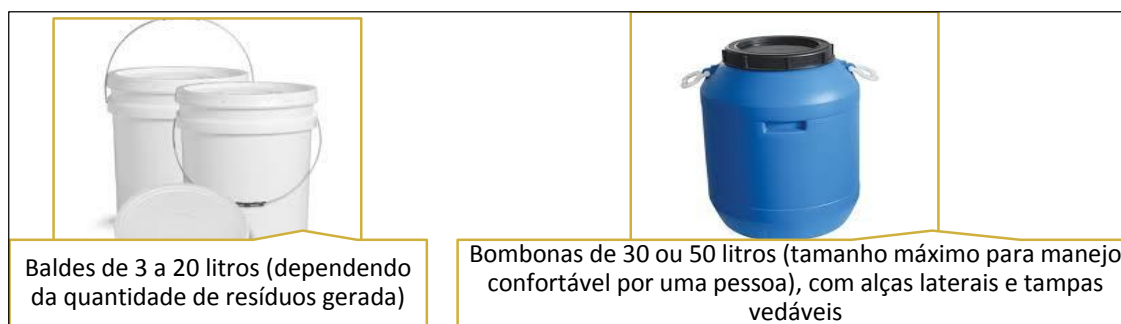 Baldes de 3 a 20 litros (dependendo
da quantidade de resíduos gerada)
Bombonas de 30 ou 50 litros (tamanho máximo para manejo
confortável por uma pessoa), com alças laterais e tampas
vedáveis